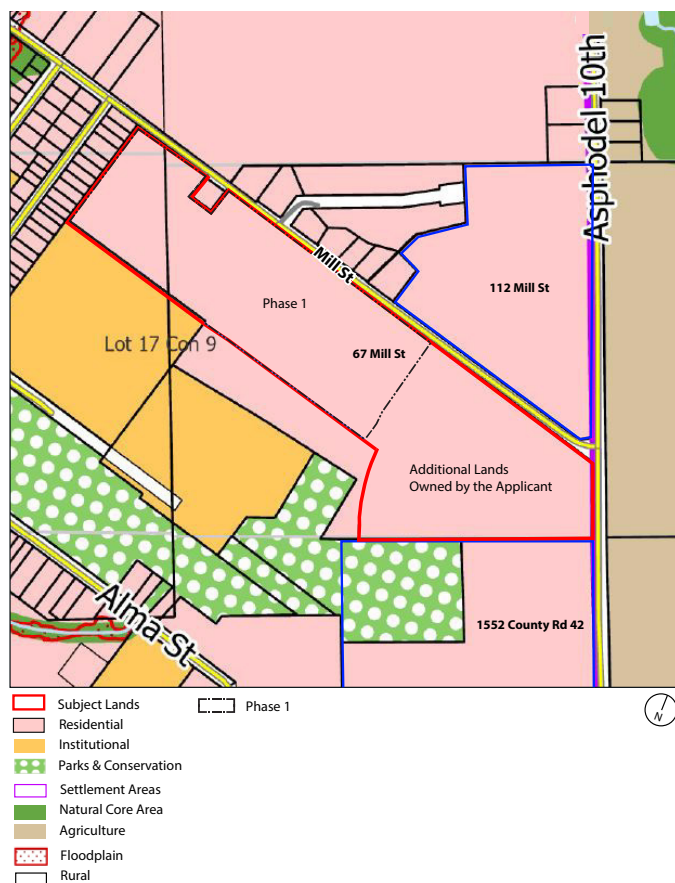 Asphodel 10th
Mill St
112 Mill St
Phase 1
Lot 17 Con 9
67 Mill St
Additional Lands
Owned by the Applicant
Alma St
1552 County Rd 42
Subject Lands
Phase 1
N
Residential
Institutional
Parks & Conservation
Settlement Areas
Natural Core Area
Agriculture
Floodplain
Rural